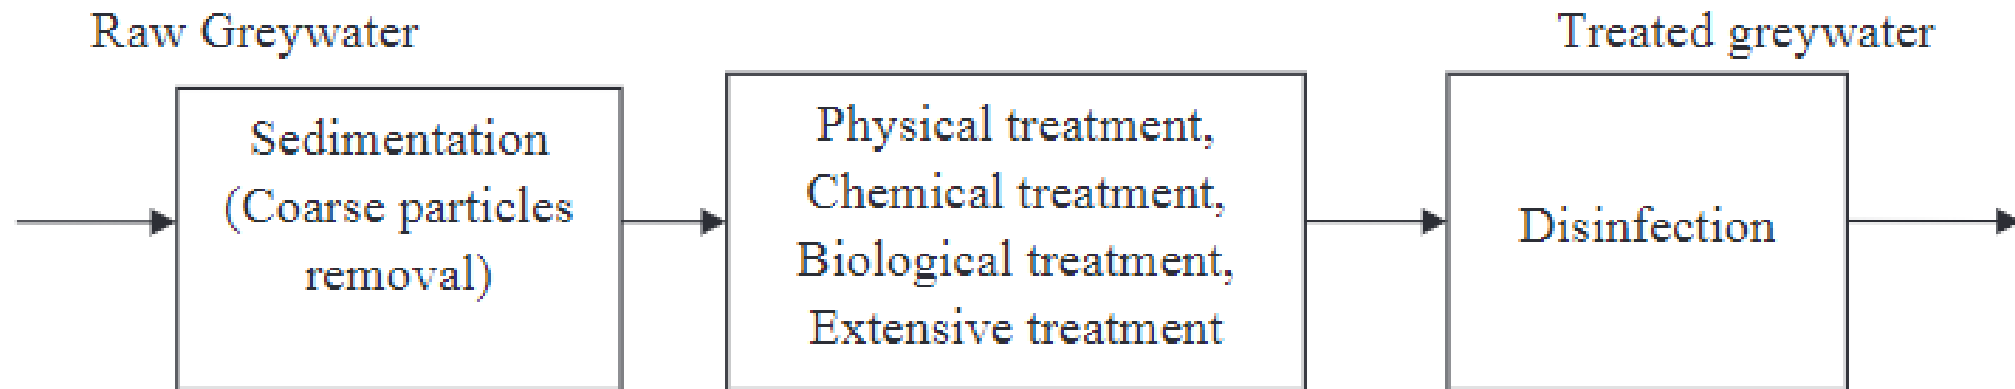 Raw Greywater
Treated greywater
Sedimentation
(Coarse particles
removal)
Physical treatment,
Chemical treatment,
Biological treatment,
Extensive treatment
Disinfection